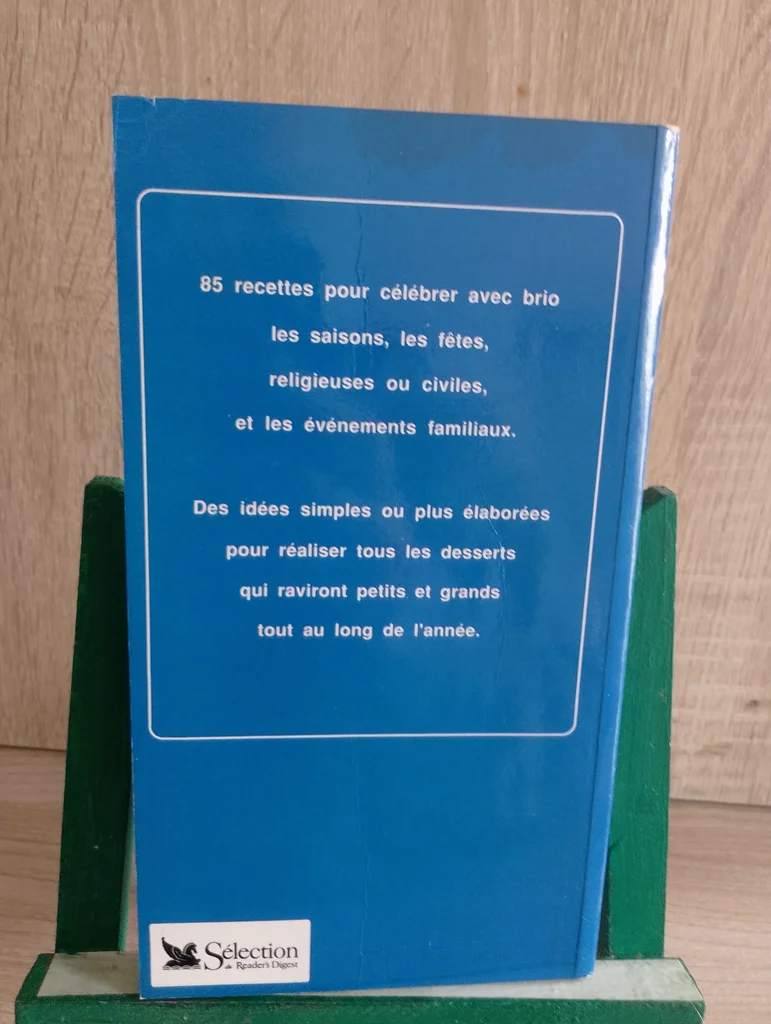 85 recettes pour célébrer avec brio
les saisons, les fêtes,
religieuses ou civiles,
et les événements familiaux.
Des idées simples ou plus élaborées
pour réaliser tous les desserts
qui raviront petits et grands
tout au long de l'année.
Sélection
du Reader's Digest